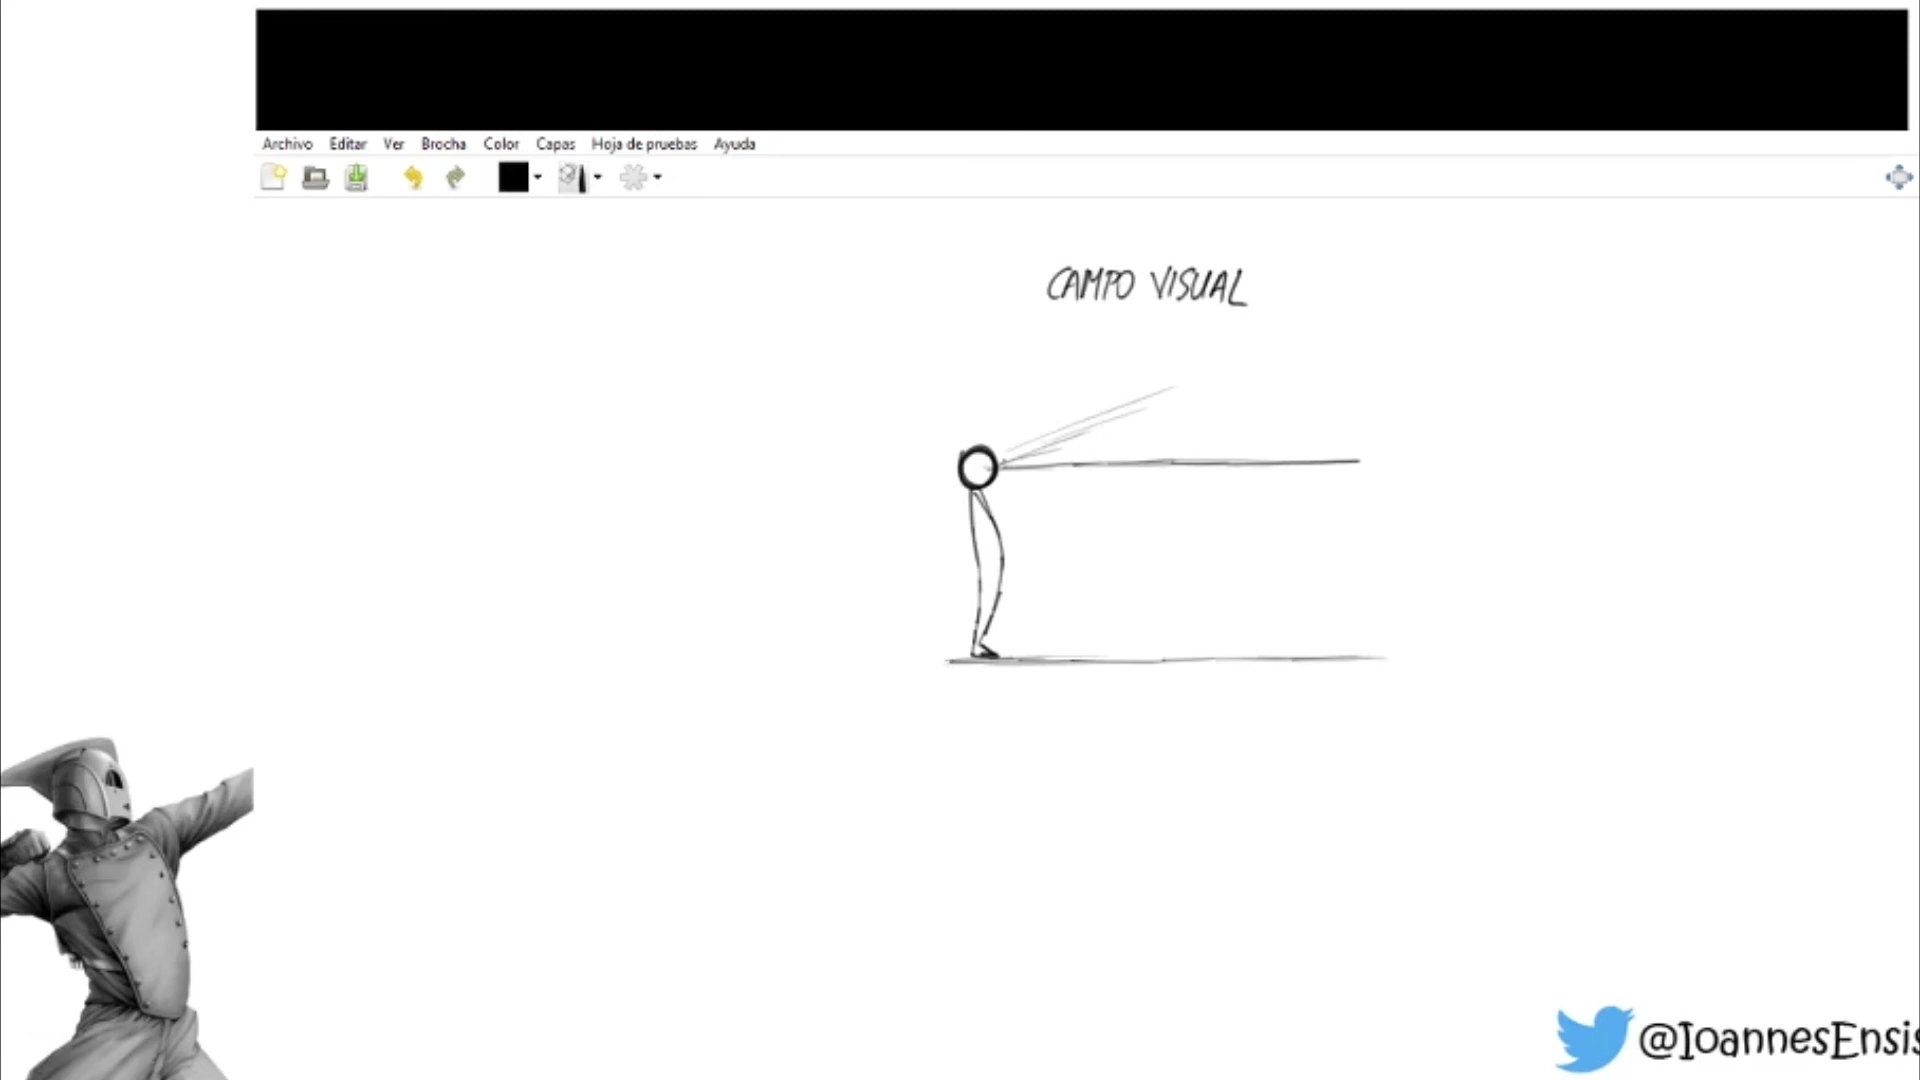 Archivo Editar Ver Brocha Color Capas Hoja de pruebas Ayuda
CAMPO VISUAL
@IoannesEnsis